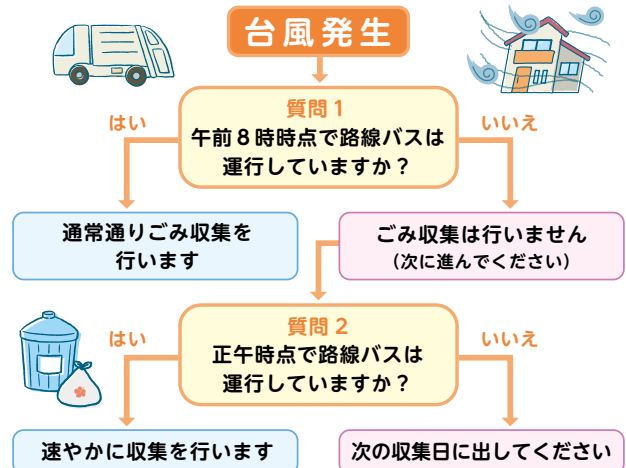 台風発生
質問1
はい
いいえ
午前8時時点で路線バスは
運行していますか?
通常通りごみ収集を
行います
ごみ収集は行いません
(次に進んでください)
質問2
はい
いいえ
正午時点で路線バスは
運行していますか?
速やかに収集を行います
次の収集日に出してください